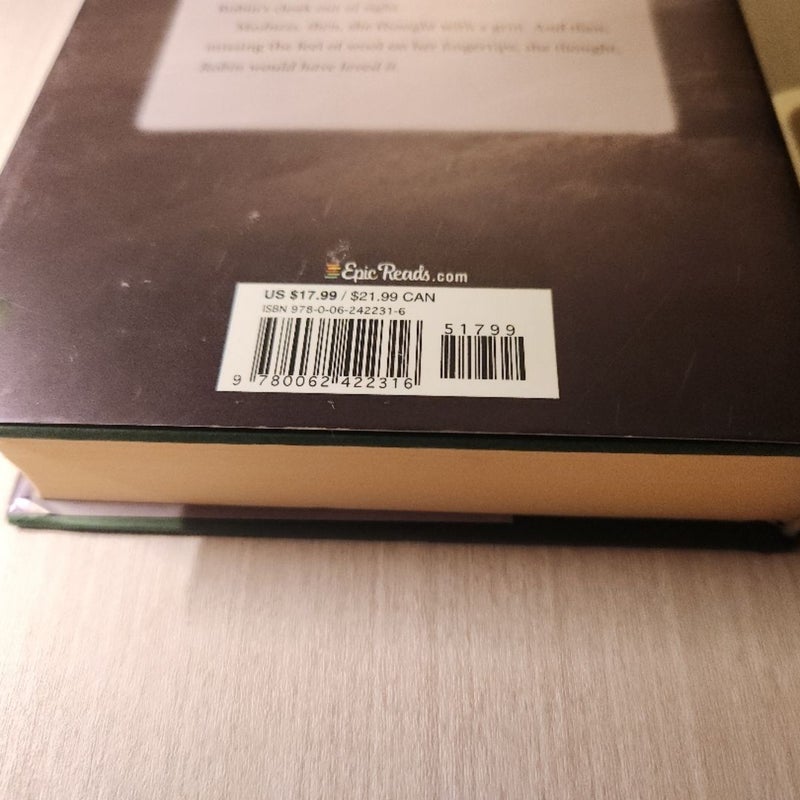 Robin's cloak out of sight.
Madness, then, she thought with a grin. And then,
missing the feel of wool on her fingertips, she thought,
Robin would have loved it.
Epic Reads.com
US $17.99 / $21.99 CAN
ISBN 978-0-06-242231-6
51799
9 780062 422316